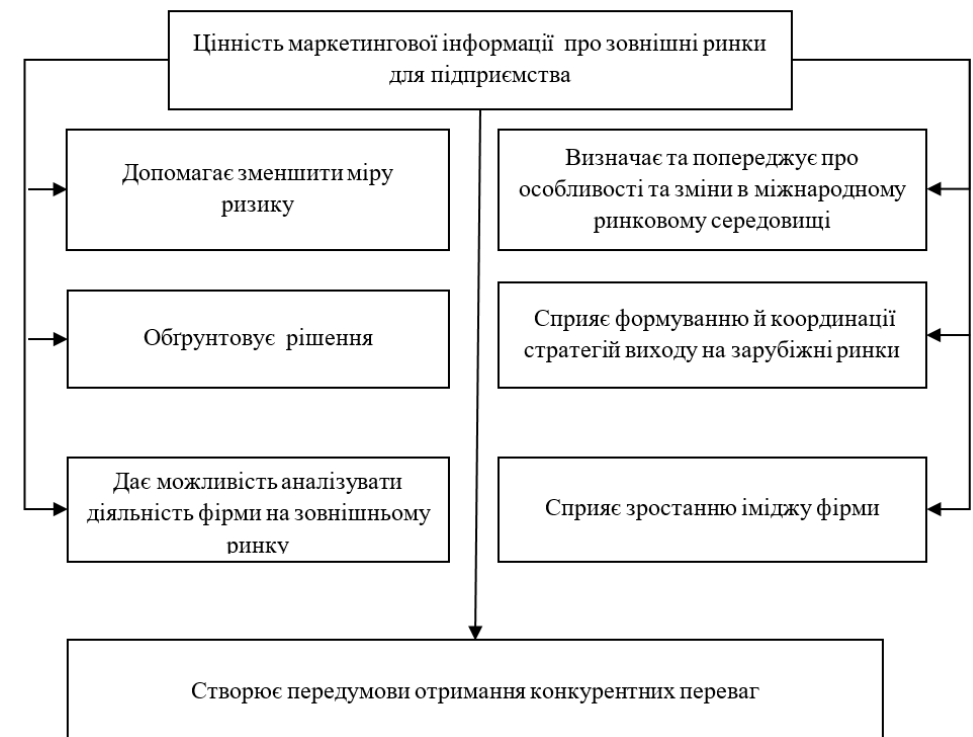 Цінність маркетингової інформації про зовнішні ринки
для підприємства
Допомагає зменшити міру
ризику
Визначає та попереджує про
особливості та зміни в міжнародному
ринковому середовищі
Обґрунтовує рішення
Сприяє формуванню й координації
стратегій виходу на зарубіжні ринки
Дає можливість аналізувати
діяльність фірми на зовнішньому
ринку
Сприяє зростанню іміджу фірми
Створює передумови отримання конкурентних переваг